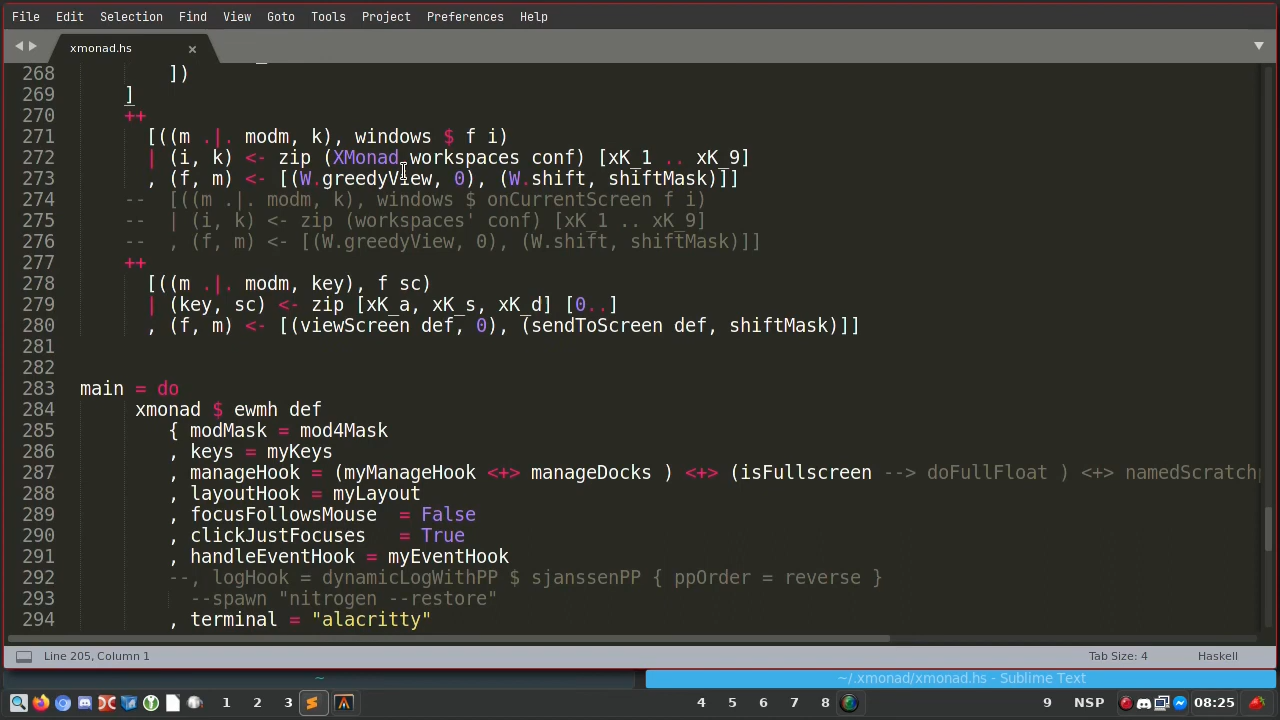 File Edit Selection Find View Goto Tools Project Preferences Help
xmonad.hs ×
268 ])
269 ]
270 ++
271 [((m .|. modm, k), windows $ f i)
272 | (i, k) <- zip (XMonad.workspaces conf) [xK_1 .. xK_9]
273 , (f, m) <- [(W.greedyView, 0), (W.shift, shiftMask)]]
274 -- [((m .|. modm, k), windows $ onCurrentScreen f i)
275 -- | (i, k) <- zip (workspaces' conf) [xK_1 .. xK_9]
276 -- , (f, m) <- [(W.greedyView, 0), (W.shift, shiftMask)]]
277 ++
278 [((m .|. modm, key), f sc)
279 | (key, sc) <- zip [xK_a, xK_s, xK_d] [0..]
280 , (f, m) <- [(viewScreen def, 0), (sendToScreen def, shiftMask)]]
281
282
283 main = do
284 xmonad $ ewmh def
285 { modMask = mod4Mask
286 , keys = myKeys
287 , manageHook = (myManageHook <+> manageDocks ) <+> (isFullscreen --> doFullFloat ) <+> namedScratchp
288 , layoutHook = myLayout
289 , focusFollowsMouse = False
290 , clickJustFocuses = True
291 , handleEventHook = myEventHook
292 --, logHook = dynamicLogWithPP $ sjanssenPP { ppOrder = reverse }
293 --spawn "nitrogen --restore"
294 , terminal = "alacritty"
Line 205, Column 1 Tab Size: 4 Haskell
~ ~/.xmonad/xmonad.hs - Sublime Text
1 2 3 4 5 6 7 8 9 NSP 08:25